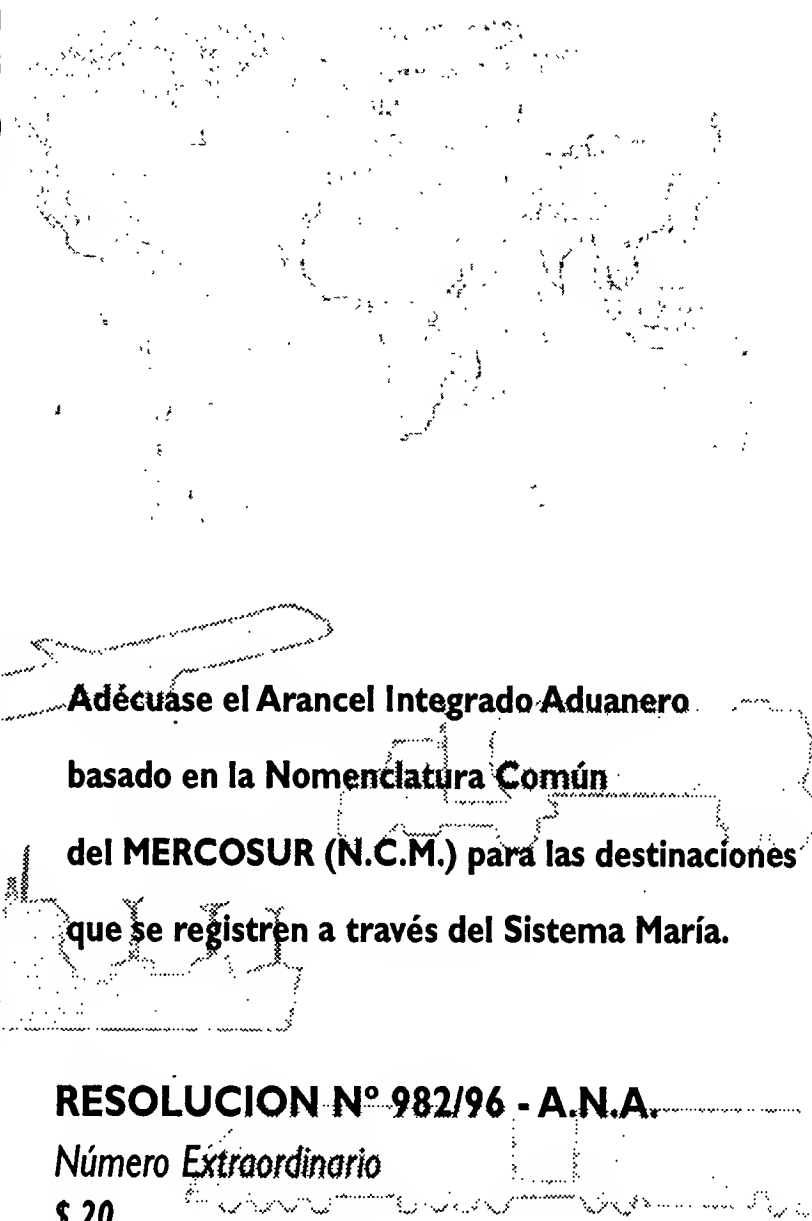 Adécuase el Arancel Integrado Aduanero
basado en la Nomenclatura Común
del MERCOSUR (N.C.M.) para las destinaciones
que se registren a través del Sistema María.
RESOLUCION Nº 982/96 - A.N.A.
Número Extraordinario
$ 20